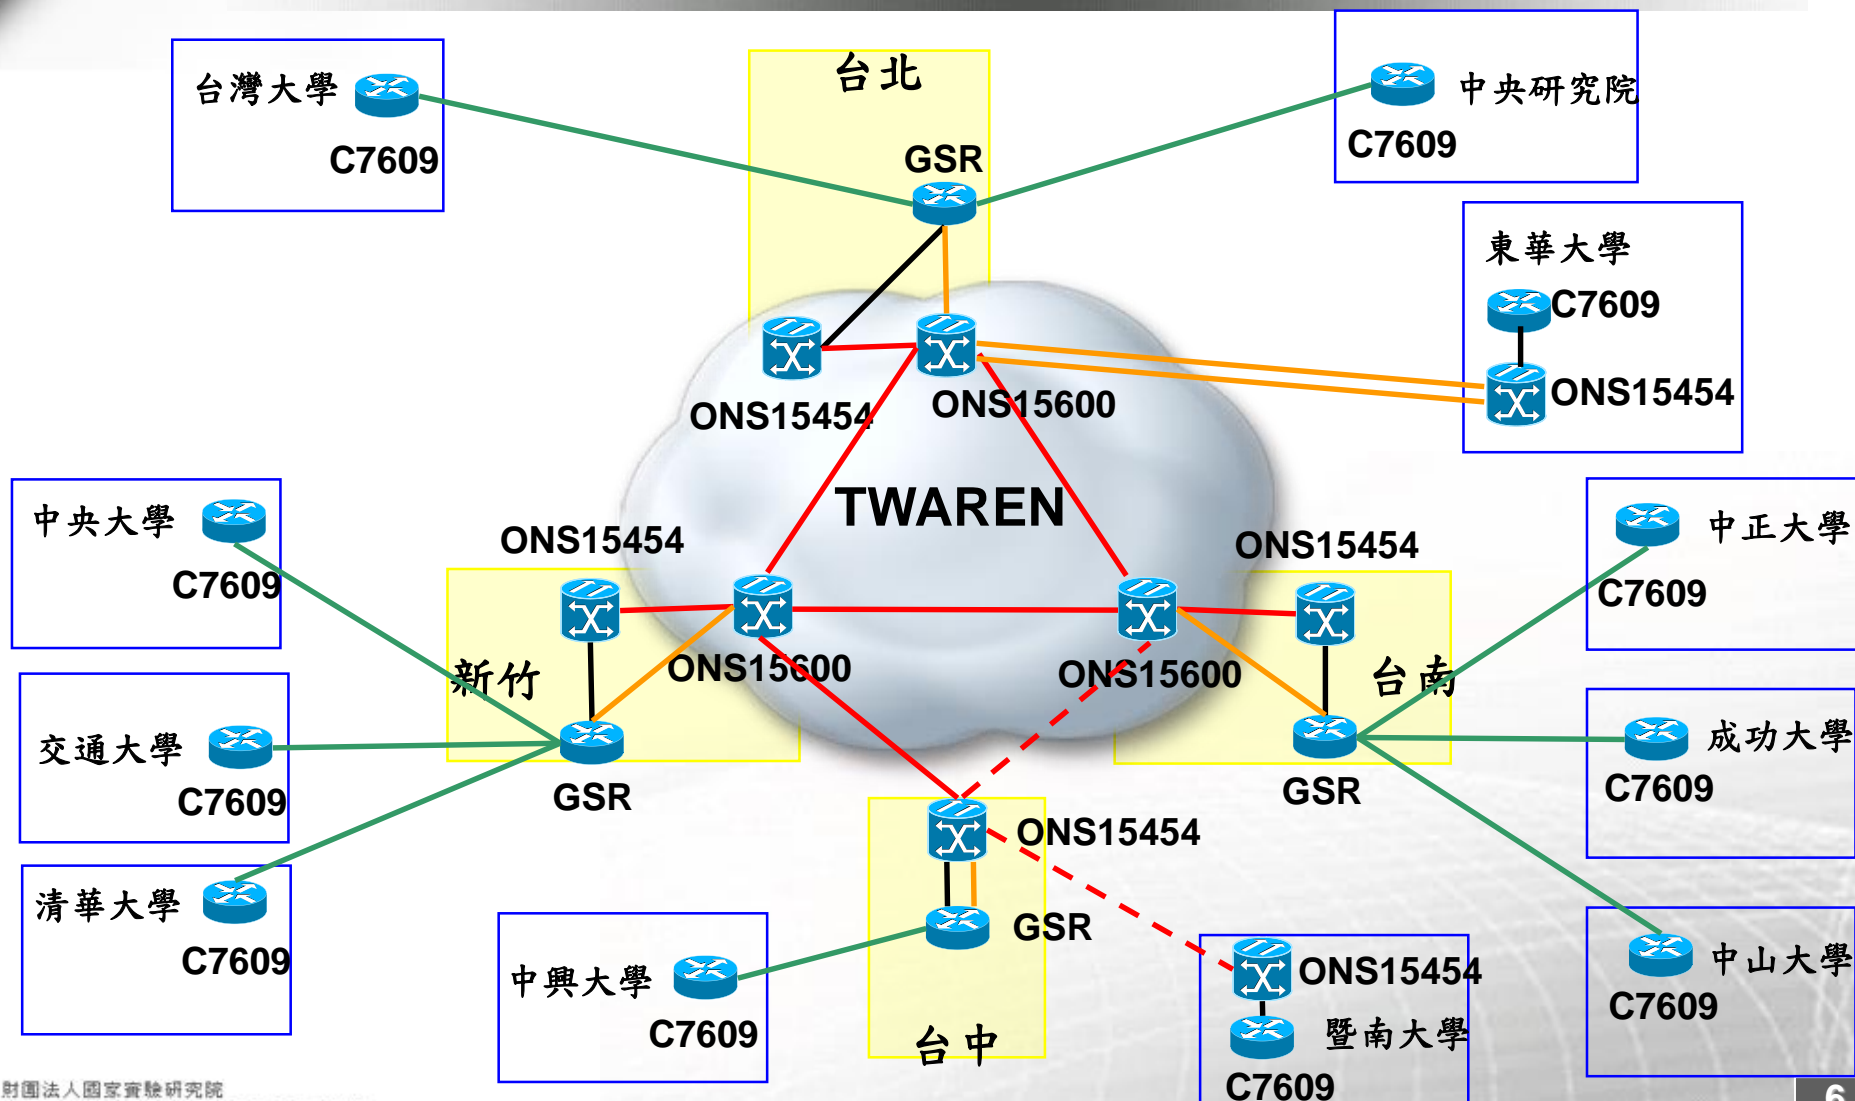 台北
台灣大學
C7609
中央研究院
C7609
GSR
東華大學
C7609
ONS15454
ONS15454
ONS15600
TWAREN
中央大學
C7609
ONS15454
ONS15454
中正大學
C7609
新竹
ONS15600
ONS15600
台南
交通大學
C7609
GSR
GSR
成功大學
C7609
ONS15454
清華大學
C7609
GSR
中興大學
C7609
台中
ONS15454
暨南大學
C7609
中山大學
C7609
財團法人國家實驗研究院
6